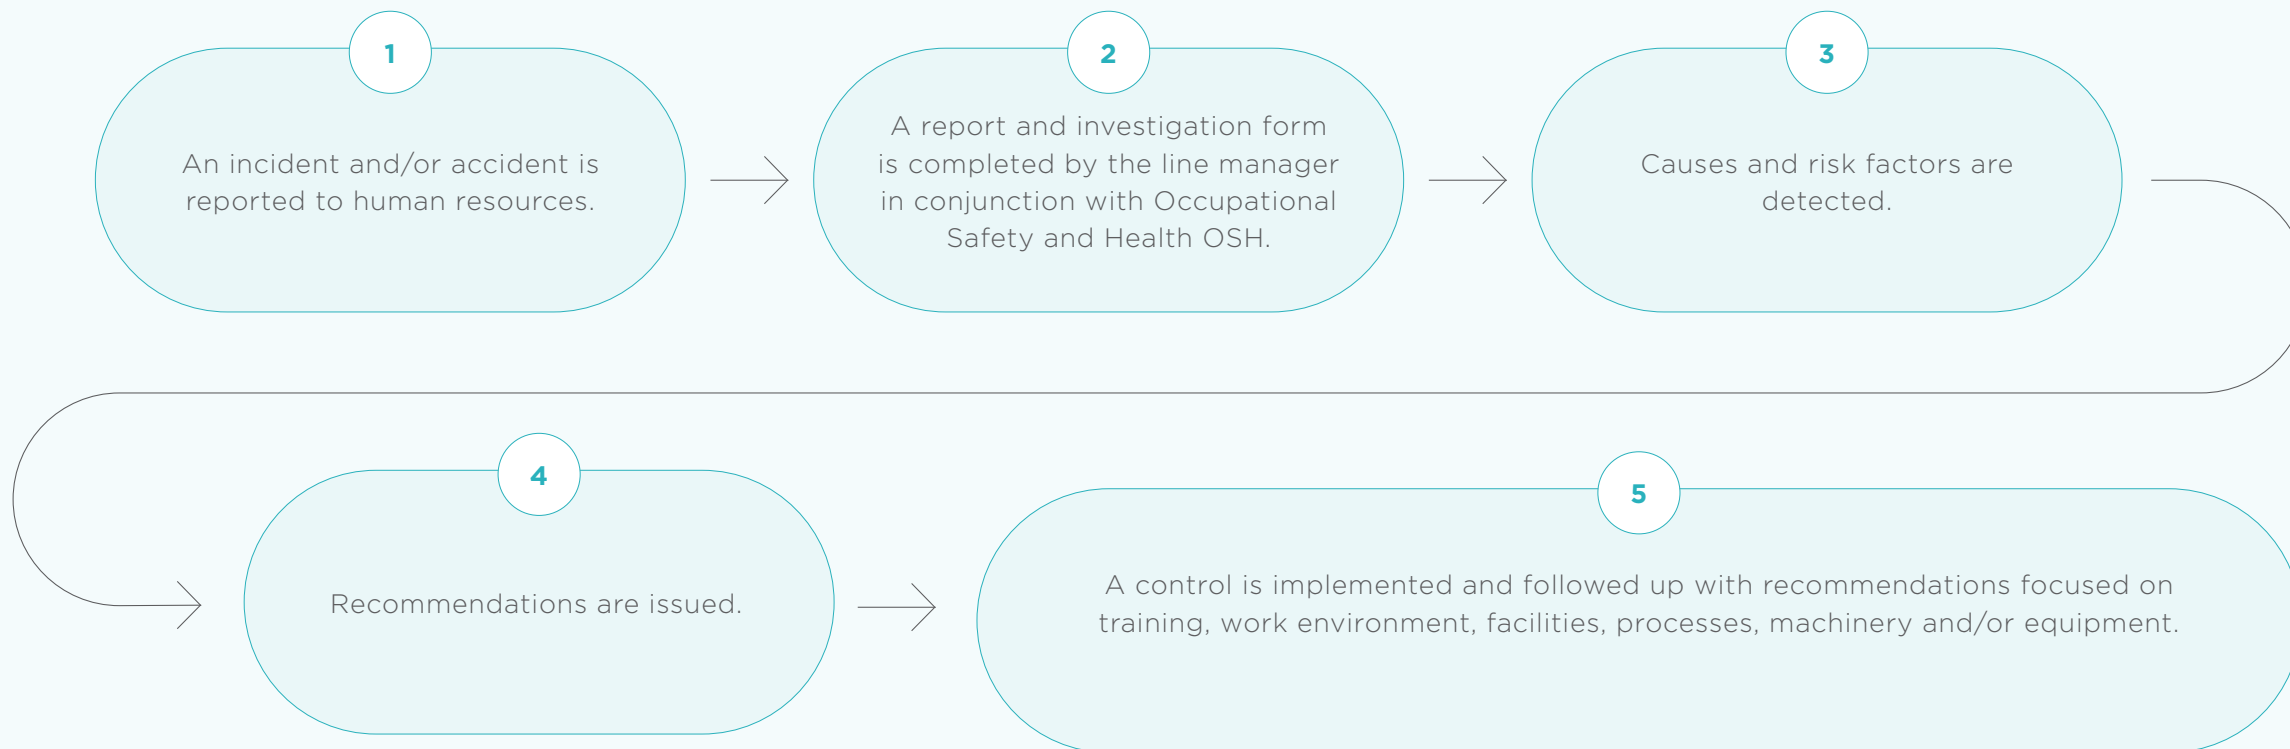 1
An incident and/or accident is
reported to human resources.
2
A report and investigation form
is completed by the line manager
in conjunction with Occupational
Safety and Health OSH.
3
Causes and risk factors are
detected.
4
Recommendations are issued.
5
A control is implemented and followed up with recommendations focused on
training, work environment, facilities, processes, machinery and/or equipment.